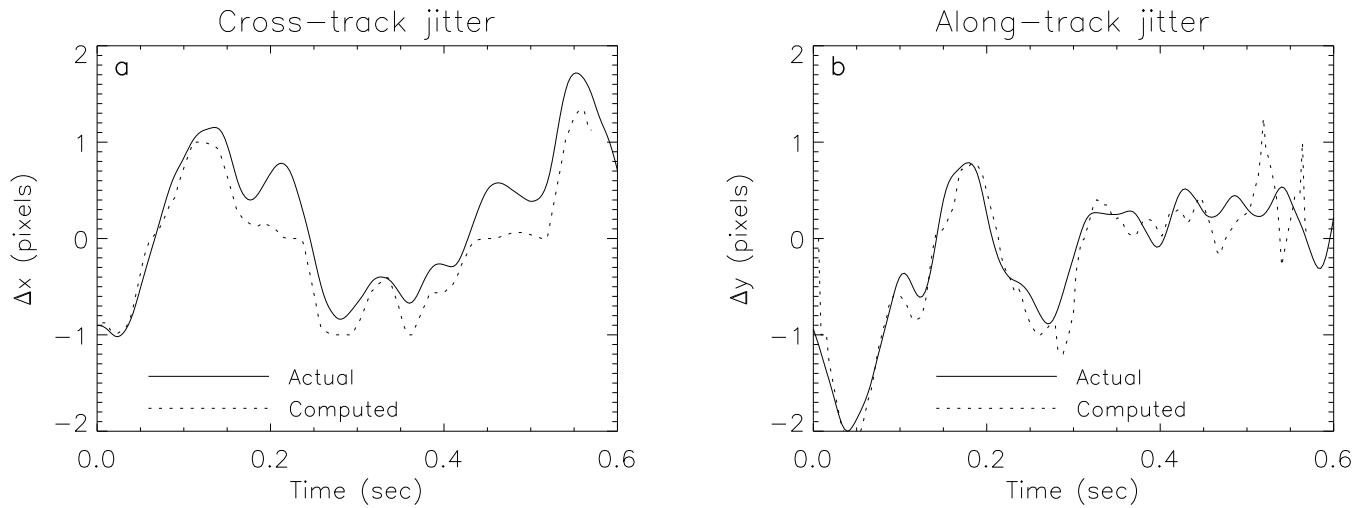 Cross-track jitter
a
2
1
0
-1
-2
Δx (pixels)
Actual
Computed
0.0 0.2 0.4 0.6
Time (sec)
Along-track jitter
b
2
1
0
-1
-2
Δy (pixels)
Actual
Computed
0.0 0.2 0.4 0.6
Time (sec)